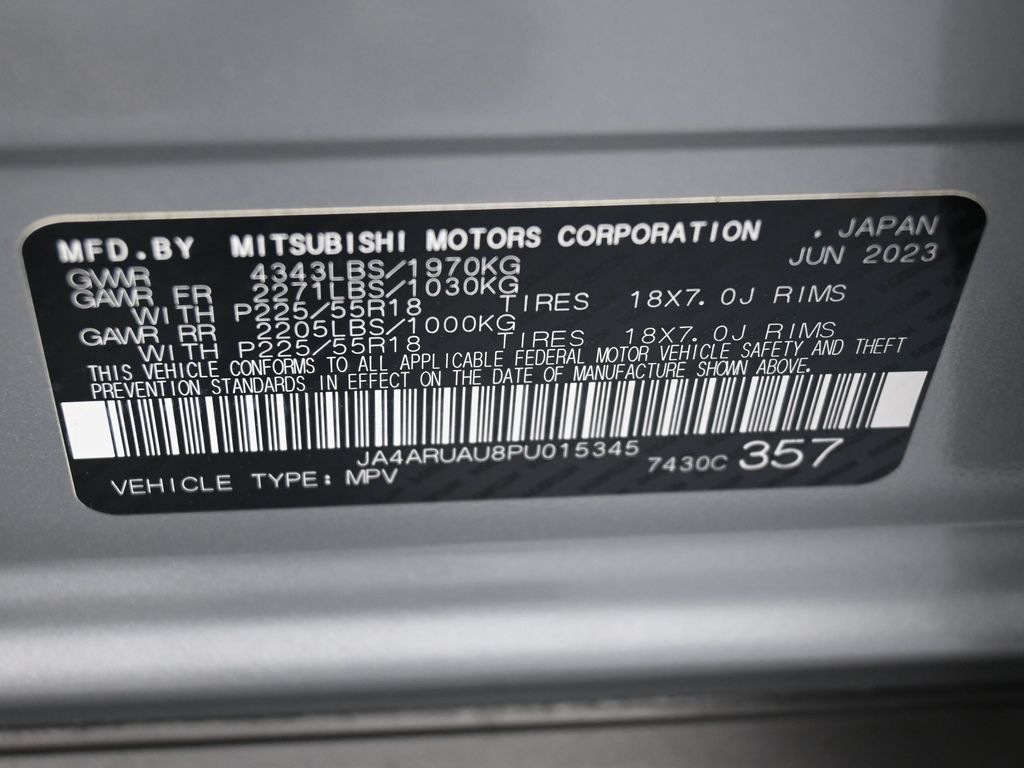 MFD.BY MITSUBISHI MOTORS CORPORATION . JAPAN
JUN 2023
GVWR 4343LBS/1970KG
GAWR FR 2271LBS/1030KG
WITH P225/55R18 TIRES 18X7.0J RIMS
GAWR RR 2205LBS/1000KG
WITH P225/55R18 TIRES 18X7.0J RIMS
THIS VEHICLE CONFORMS TO ALL APPLICABLE FEDERAL MOTOR VEHICLE SAFETY AND THEFT
PREVENTION STANDARDS IN EFFECT ON THE DATE OF MANUFACTURE SHOWN ABOVE.
JA4ARUAU8PU015345 7430C 357
VEHICLE TYPE: MPV